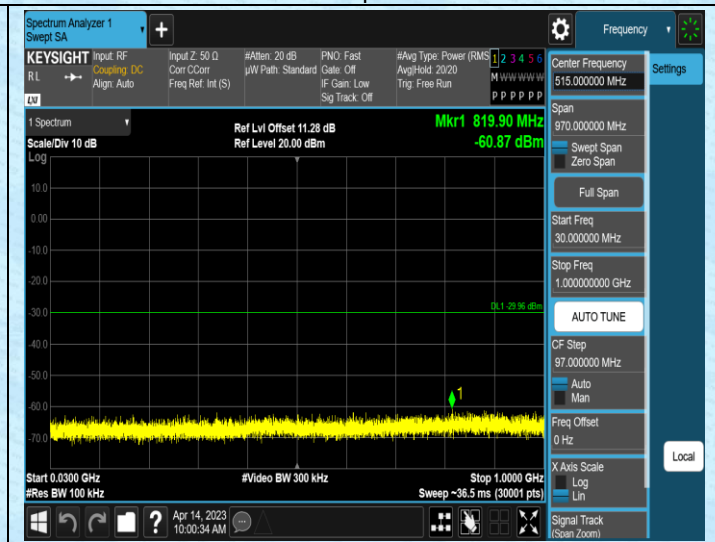 Spectrum Analyzer 1
Swept SA
+
Frequency
KEYSIGHT
RL
LXI
Input: RF
Coupling: DC
Align: Auto
Input Z: 50 Ω
Corr CCorr
Freq Ref: Int (S)
#Atten: 20 dB
µW Path: Standard
PNO: Fast
Gate: Off
IF Gain: Low
Sig Track: Off
#Avg Type: Power (RMS
Avg|Hold: 20/20
Trig: Free Run
1 2 3 4 5 6
M W W W W W
P P P P P P
1 Spectrum
Scale/Div 10 dB
Ref Lvl Offset 11.28 dB
Ref Level 20.00 dBm
Mkr1 819.90 MHz
-60.87 dBm
Log
10.0
0.00
-10.0
-20.0
-30.0
-40.0
-50.0
-60.0
-70.0
DL1 -29.96 dBm
1
Start 0.0300 GHz
#Res BW 100 kHz
#Video BW 300 kHz
Stop 1.0000 GHz
Sweep ~36.5 ms (30001 pts)
?
Apr 14, 2023
10:00:34 AM
Center Frequency
515.000000 MHz
Span
970.000000 MHz
Swept Span
Zero Span
Full Span
Start Freq
30.000000 MHz
Stop Freq
1.000000000 GHz
AUTO TUNE
CF Step
97.000000 MHz
Auto
Man
Freq Offset
0 Hz
X Axis Scale
Log
Lin
Signal Track
(Span Zoom)
Settings
Local